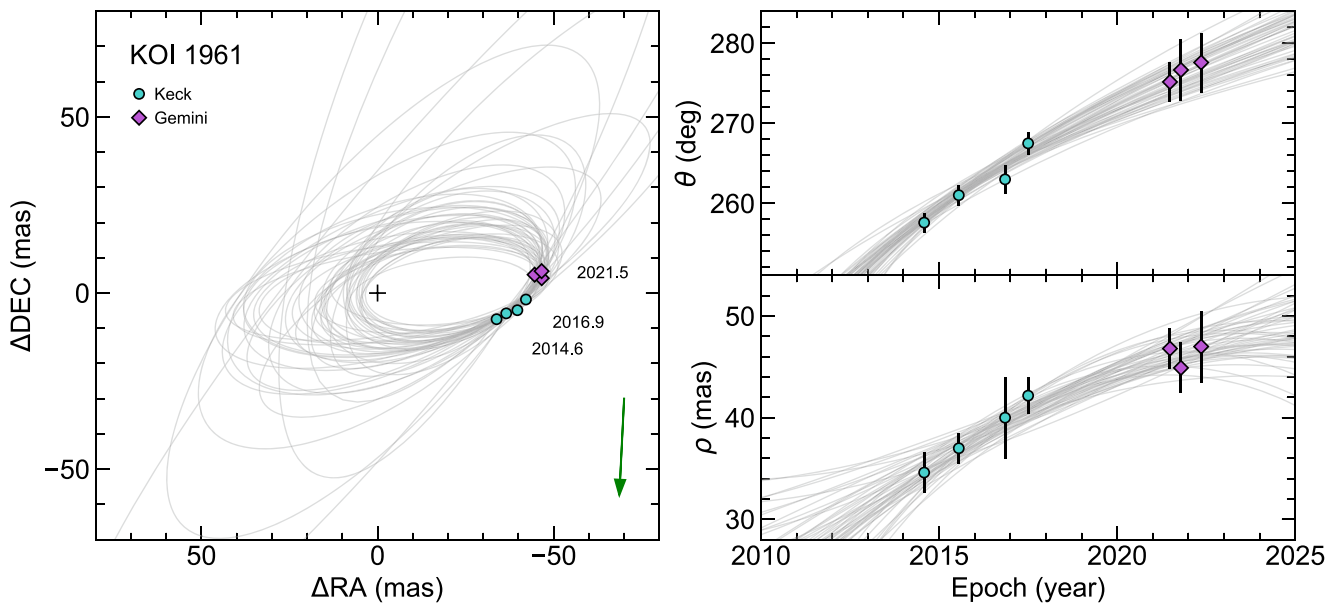 KOI 1961
Keck
Gemini
2021.5
2016.9
2014.6
50
0
−50
ΔDEC (mas)
50
0
−50
ΔRA (mas)
280
270
260
θ (deg)
50
40
30
ρ (mas)
2010
2015
2020
2025
Epoch (year)